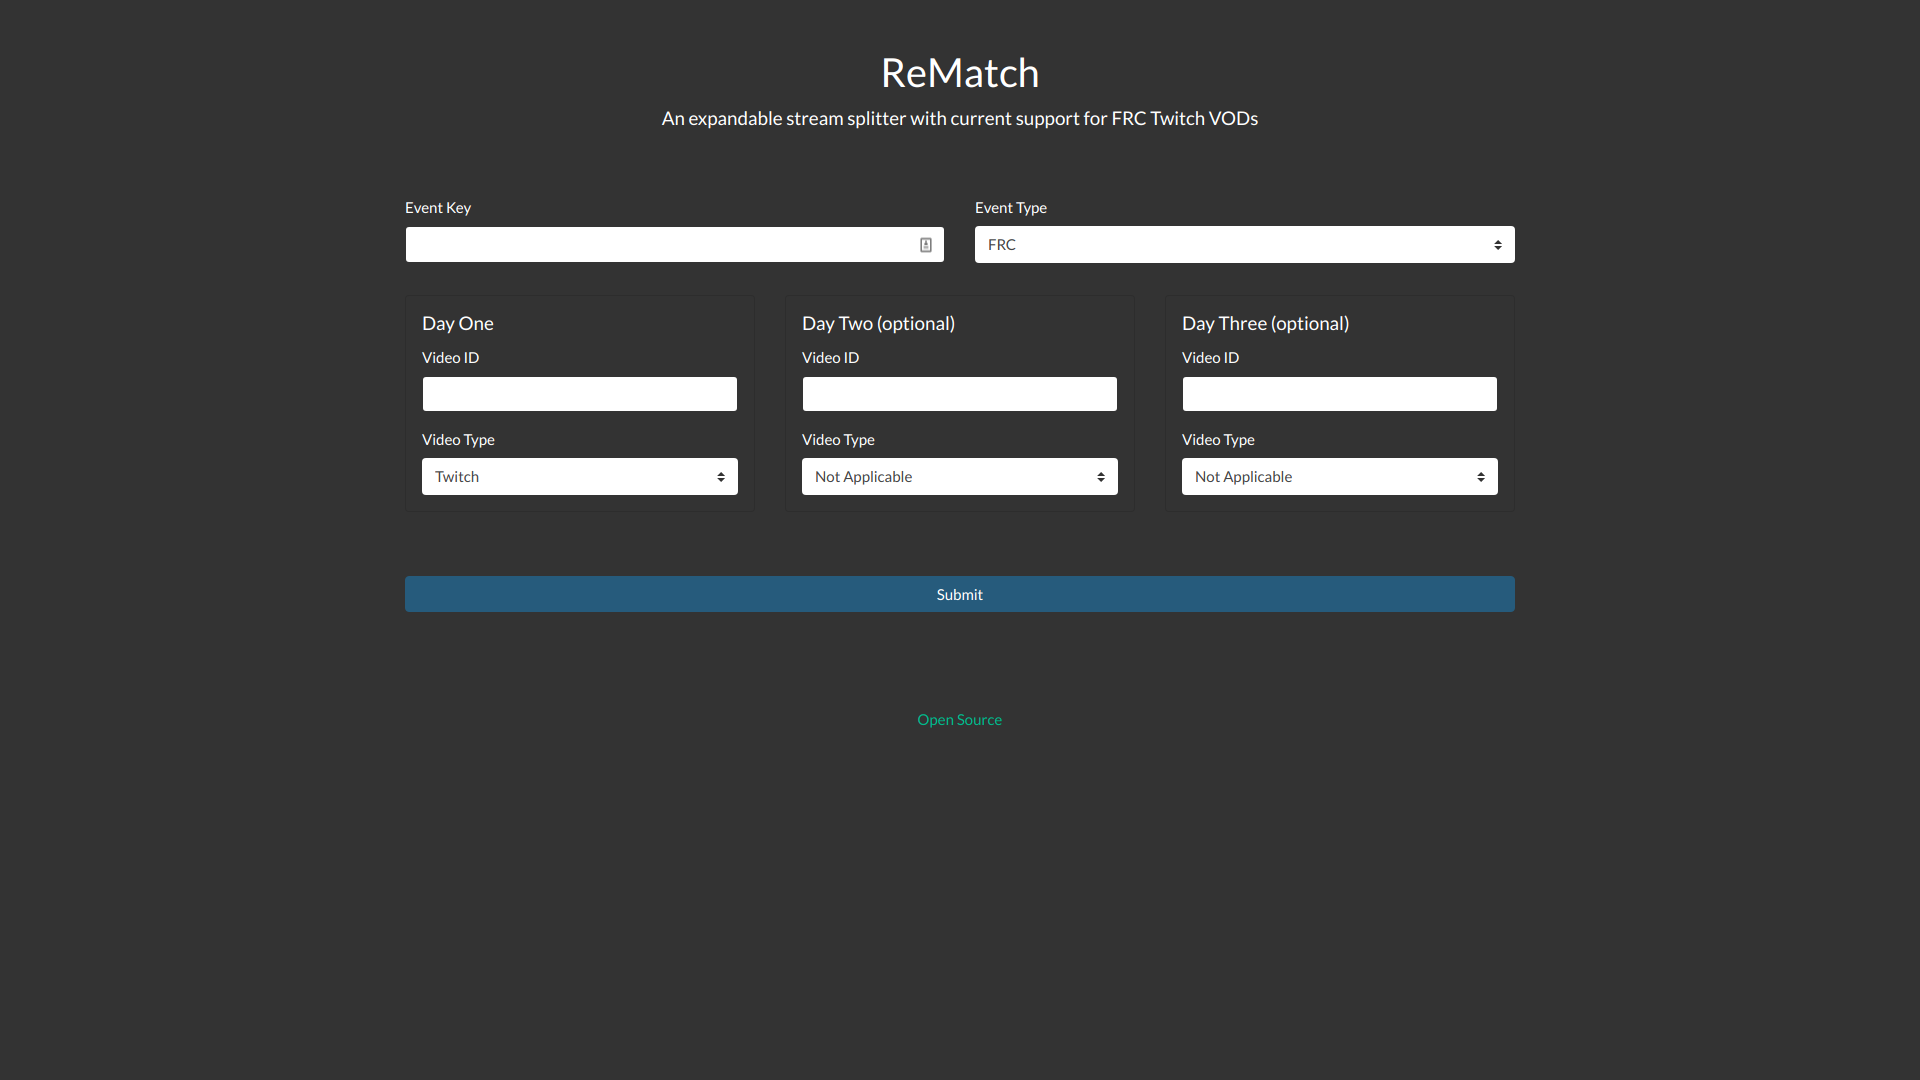 ReMatch
An expandable stream splitter with current support for FRC Twitch VODs
Event Key
Event Type
FRC
Day One
Day Two (optional)
Day Three (optional)
Video ID
Video ID
Video ID
Video Type
Video Type
Video Type
Twitch
Not Applicable
Not Applicable
Submit
Open Source